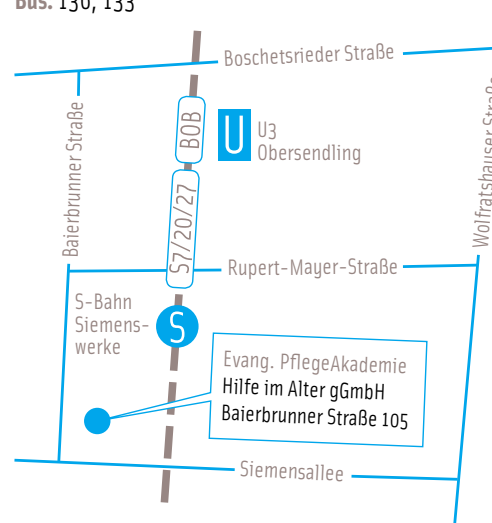 Bus: 130, 133
Boschetsrieder Straße
BOB
U
U3
Obersendling
Baierbrunner Straße
Wolfratshauser Straße
S7/20/27
Rupert-Mayer-Straße
S-Bahn
Siemens-
werke
S
Evang. PflegeAkademie
Hilfe im Alter gGmbH
Baierbrunner Straße 105
Siemensallee